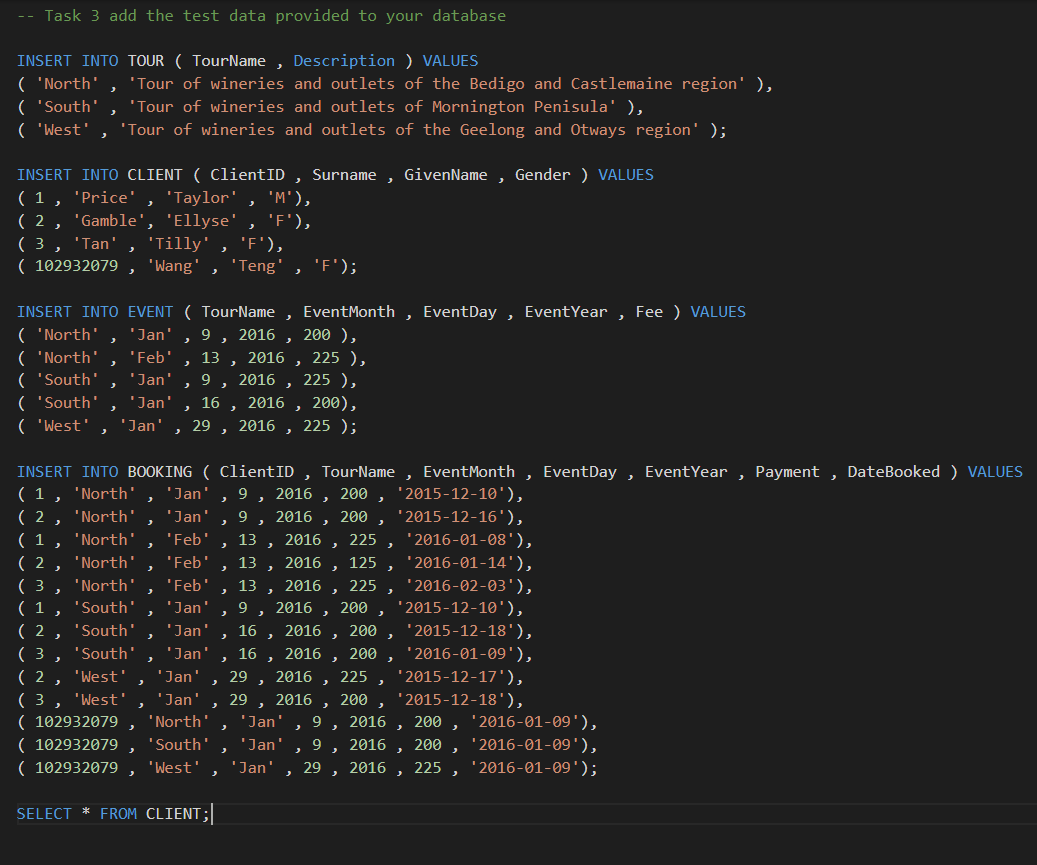 -- Task 3 add the test data provided to your database
INSERT INTO TOUR ( TourName , Description ) VALUES
( 'North' , 'Tour of wineries and outlets of the Bedigo and Castlemaine region' ),
( 'South' , 'Tour of wineries and outlets of Mornington Penisula' ),
( 'West' , 'Tour of wineries and outlets of the Geelong and Otways region' );
INSERT INTO CLIENT ( ClientID , Surname , GivenName , Gender ) VALUES
( 1 , 'Price' , 'Taylor' , 'M'),
( 2 , 'Gamble', 'Ellyse' , 'F'),
( 3 , 'Tan' , 'Tilly' , 'F'),
( 102932079 , 'Wang' , 'Teng' , 'F');
INSERT INTO EVENT ( TourName , EventMonth , EventDay , EventYear , Fee ) VALUES
( 'North' , 'Jan' , 9 , 2016 , 200 ),
( 'North' , 'Feb' , 13 , 2016 , 225 ),
( 'South' , 'Jan' , 9 , 2016 , 225 ),
( 'South' , 'Jan' , 16 , 2016 , 200),
( 'West' , 'Jan' , 29 , 2016 , 225 );
INSERT INTO BOOKING ( ClientID , TourName , EventMonth , EventDay , EventYear , Payment , DateBooked ) VALUES
( 1 , 'North' , 'Jan' , 9 , 2016 , 200 , '2015-12-10'),
( 2 , 'North' , 'Jan' , 9 , 2016 , 200 , '2015-12-16'),
( 1 , 'North' , 'Feb' , 13 , 2016 , 225 , '2016-01-08'),
( 2 , 'North' , 'Feb' , 13 , 2016 , 125 , '2016-01-14'),
( 3 , 'North' , 'Feb' , 13 , 2016 , 225 , '2016-02-03'),
( 1 , 'South' , 'Jan' , 9 , 2016 , 200 , '2015-12-10'),
( 2 , 'South' , 'Jan' , 16 , 2016 , 200 , '2015-12-18'),
( 3 , 'South' , 'Jan' , 16 , 2016 , 200 , '2016-01-09'),
( 2 , 'West' , 'Jan' , 29 , 2016 , 225 , '2015-12-17'),
( 3 , 'West' , 'Jan' , 29 , 2016 , 200 , '2015-12-18'),
( 102932079 , 'North' , 'Jan' , 9 , 2016 , 200 , '2016-01-09'),
( 102932079 , 'South' , 'Jan' , 9 , 2016 , 200 , '2016-01-09'),
( 102932079 , 'West' , 'Jan' , 29 , 2016 , 225 , '2016-01-09');
SELECT * FROM CLIENT;